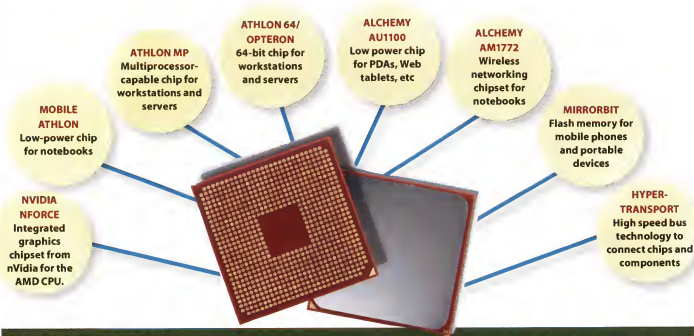 NVIDIA
NFORCE
Integrated
graphics
chipset from
nVidia for the
AMD CPU.
MOBILE
ATHLON
Low-power chip
for notebooks
ATHLON MP
Multiprocessor-
capable chip for
workstations and
servers
ATHLON 64/
OPTERON
64-bit chip for
workstations
and servers
ALCHEMY
AU1100
Low power chip
for PDAs, Web
tablets, etc
ALCHEMY
AM1772
Wireless
networking
chipset for
notebooks
MIRRORBIT
Flash memory for
mobile phones
and portable
devices
HYPER-
TRANSPORT
High speed bus
technology to
connect chips and
components